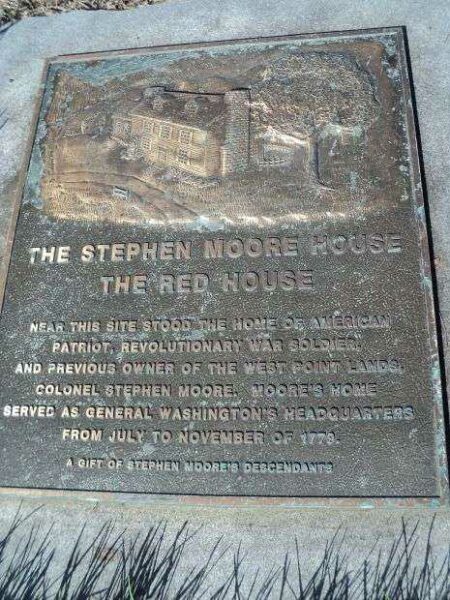 THE STEPHEN MOORE HOUSE
THE RED HOUSE
NEAR THIS SITE STOOD THE HOME OF AMERICAN
PATRIOT, REVOLUTIONARY WAR SOLDIER,
AND PREVIOUS OWNER OF THE WEST POINT LANDS,
COLONEL STEPHEN MOORE. MOORE'S HOME
SERVED AS GENERAL WASHINGTON'S HEADQUARTERS
FROM JULY TO NOVEMBER OF 1779.
A GIFT OF STEPHEN MOORE'S DESCENDANTS